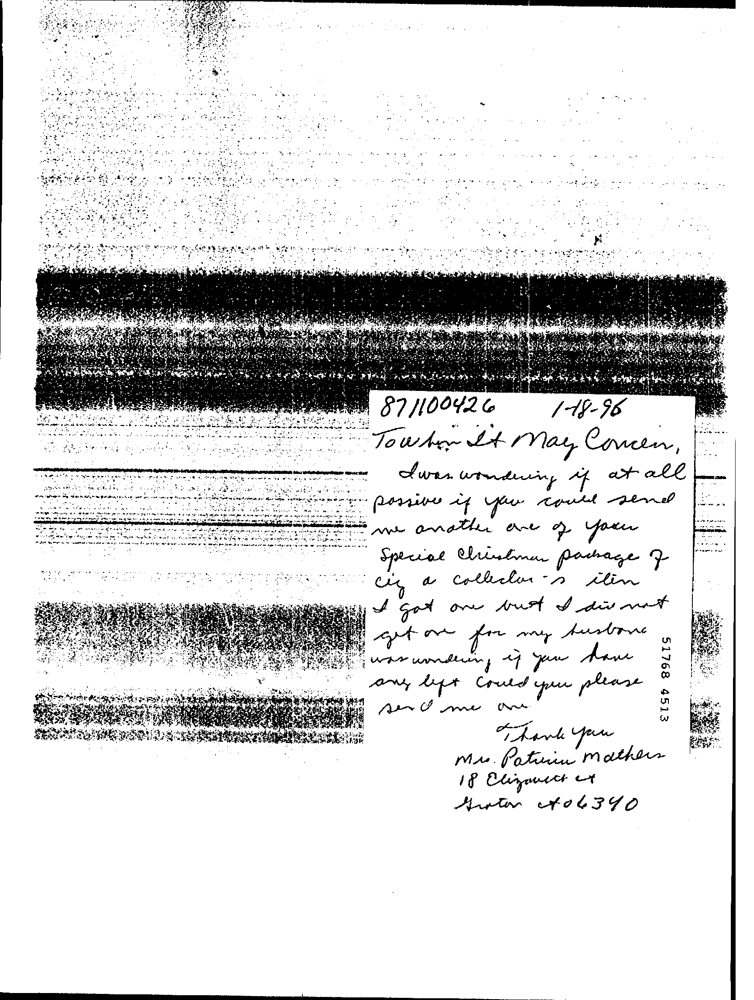 871100426 1-18-96
To whom It May Concern,
I was wondering if at all
possible if you could send
me another one of your
Special Christmas package of
cig a collector-s item
I got one but I did not
get one for my husband
was wondering if you have
any left could you please
send me one
Thank you
Mrs. Patricia Mathers
18 Elizabeth ct
Groton ct 06340
51768 4513